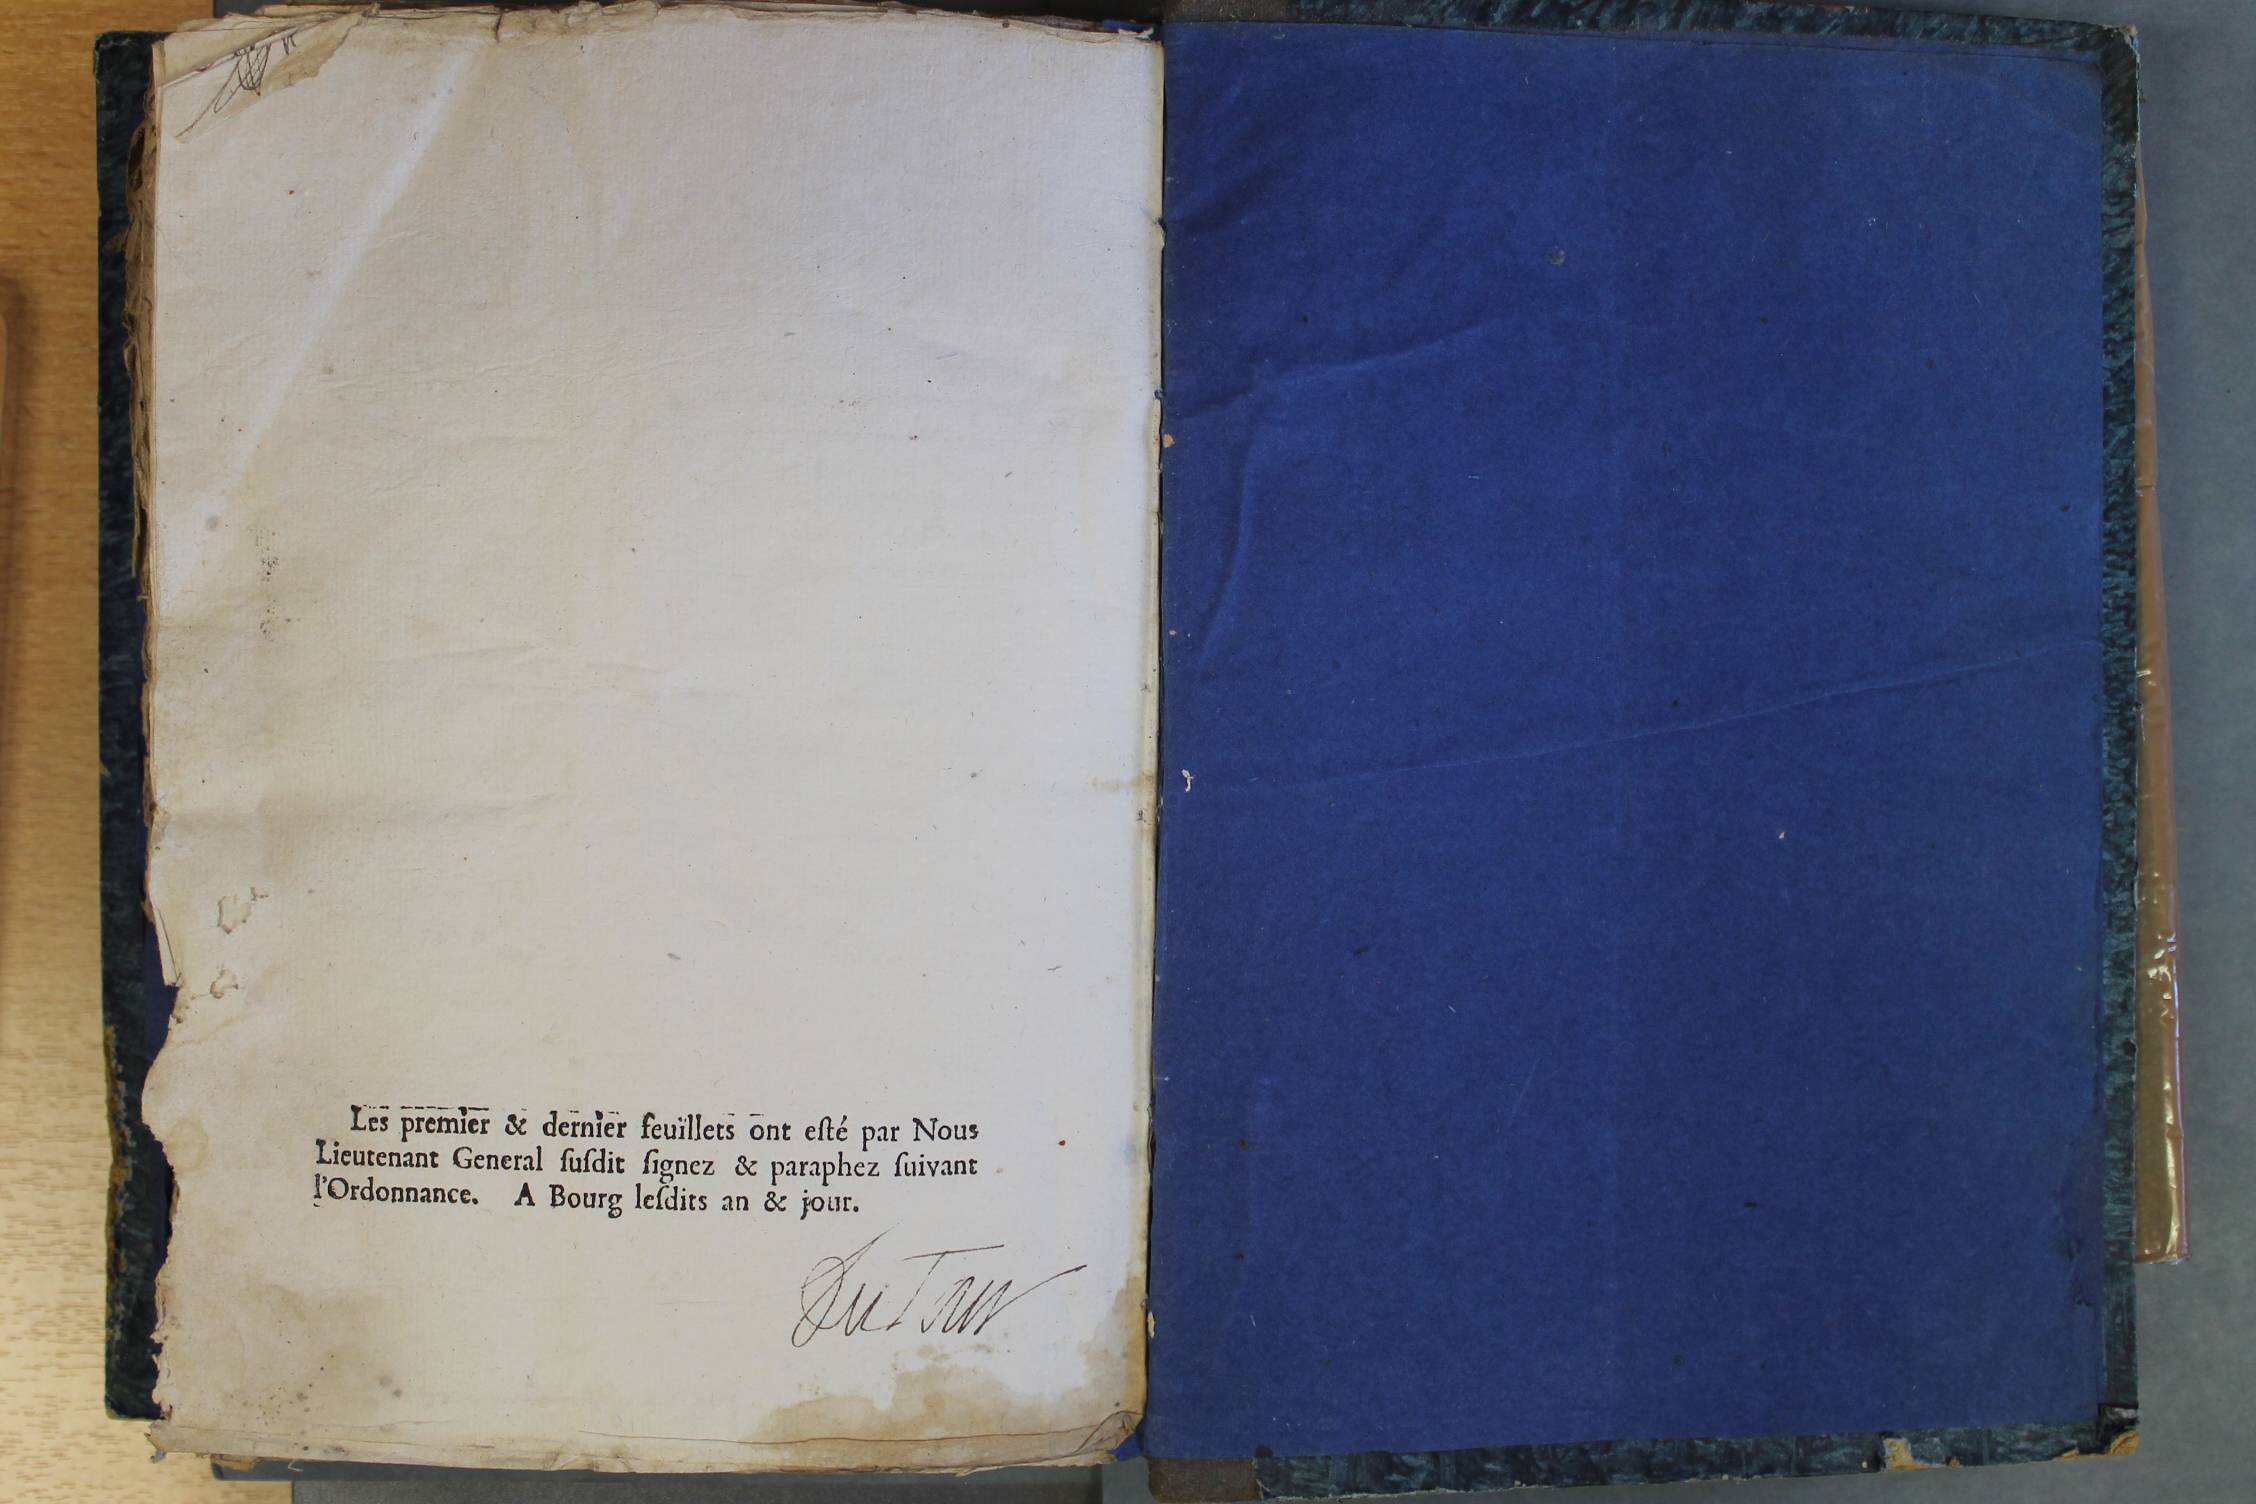 Les premier & dernier feuillets ont eſté par Nous
Lieutenant General ſuſdit ſignez & paraphez ſuivant
l'Ordonnance. A Bourg leſdits an & jour.
DuTour